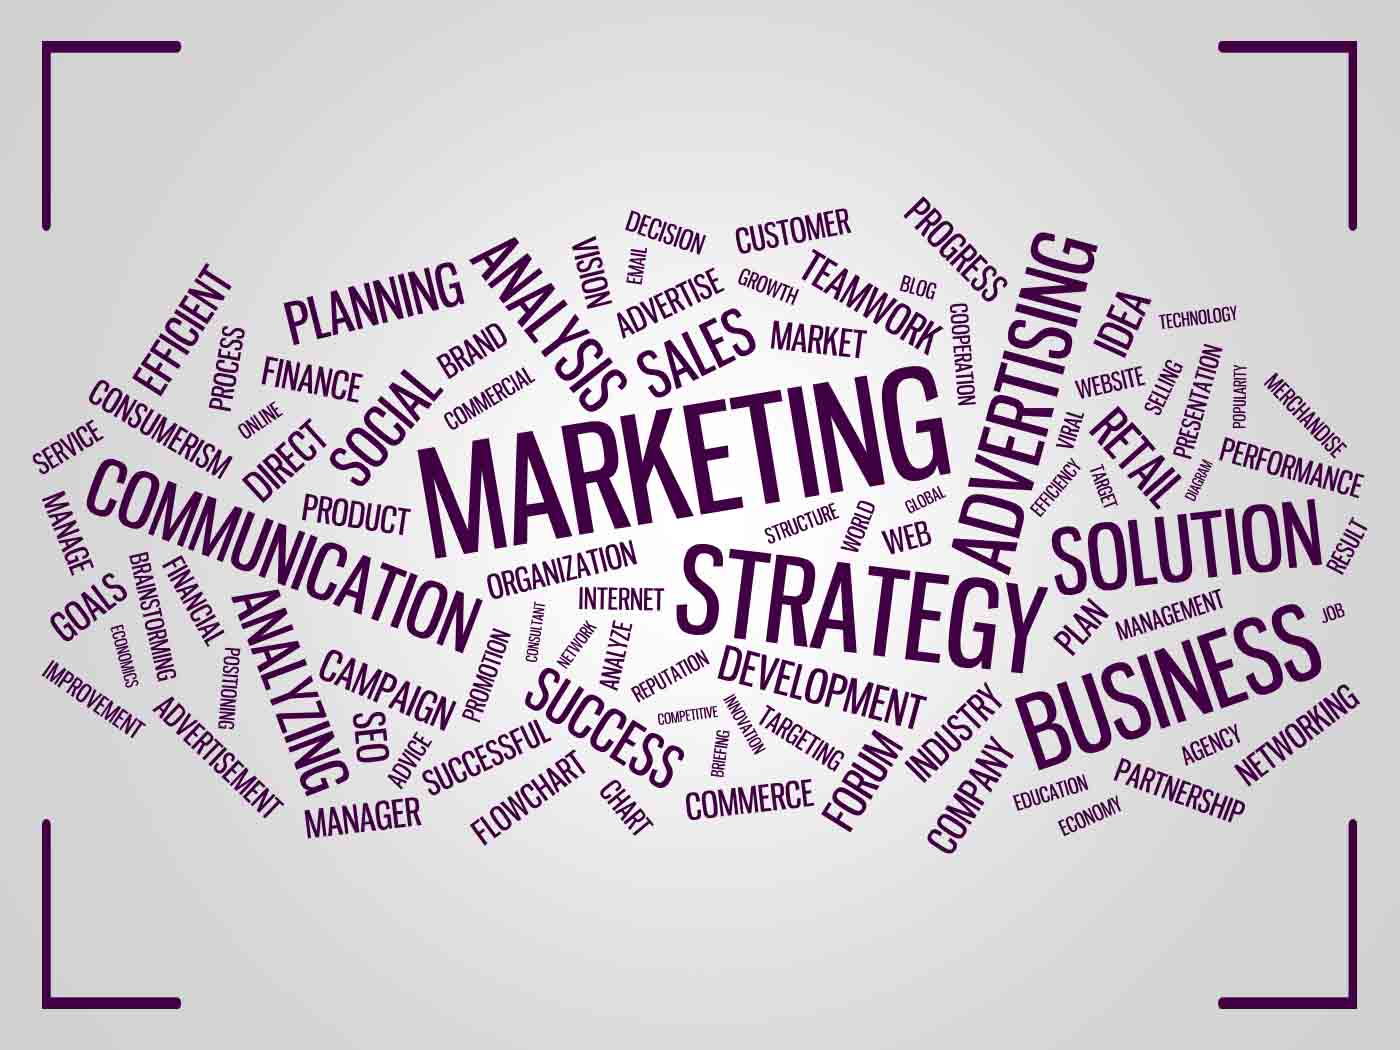 DECISION
CUSTOMER
PROGRESS
VISION
EMAIL
ANALYSIS
PLANNING
EFFICIENT
ADVERTISE
GROWTH
TEAMWORK
BLOG
ADVERTISING
IDEA
TECHNOLOGY
PROCESS
FINANCE
BRAND
SALES
MARKET
COOPERATION
CONSUMERISM
ONLINE
SOCIAL
COMMERCIAL
WEBSITE
SELLING
PRESENTATION
POPULARITY
MERCHANDISE
SERVICE
DIRECT
MARKETING
VIRAL
RETAIL
PERFORMANCE
COMMUNICATION
PRODUCT
STRUCTURE
WORLD
GLOBAL
WEB
EFFICIENCY
TARGET
DIAGRAM
MANAGE
ORGANIZATION
STRATEGY
SOLUTION
RESULT
GOALS
BRAINSTORMING
FINANCIAL
INTERNET
PLAN
MANAGEMENT
JOB
ECONOMICS
POSITIONING
ANALYZING
CONSULTANT
NETWORK
ANALYZE
BUSINESS
IMPROVEMENT
ADVERTISEMENT
CAMPAIGN
PROMOTION
SUCCESS
REPUTATION
DEVELOPMENT
SEO
ADVICE
SUCCESSFUL
COMPETITIVE
INNOVATION
TARGETING
INDUSTRY
AGENCY
NETWORKING
MANAGER
FLOWCHART
CHART
BRIEFING
COMMERCE
FORUM
COMPANY
EDUCATION
ECONOMY
PARTNERSHIP